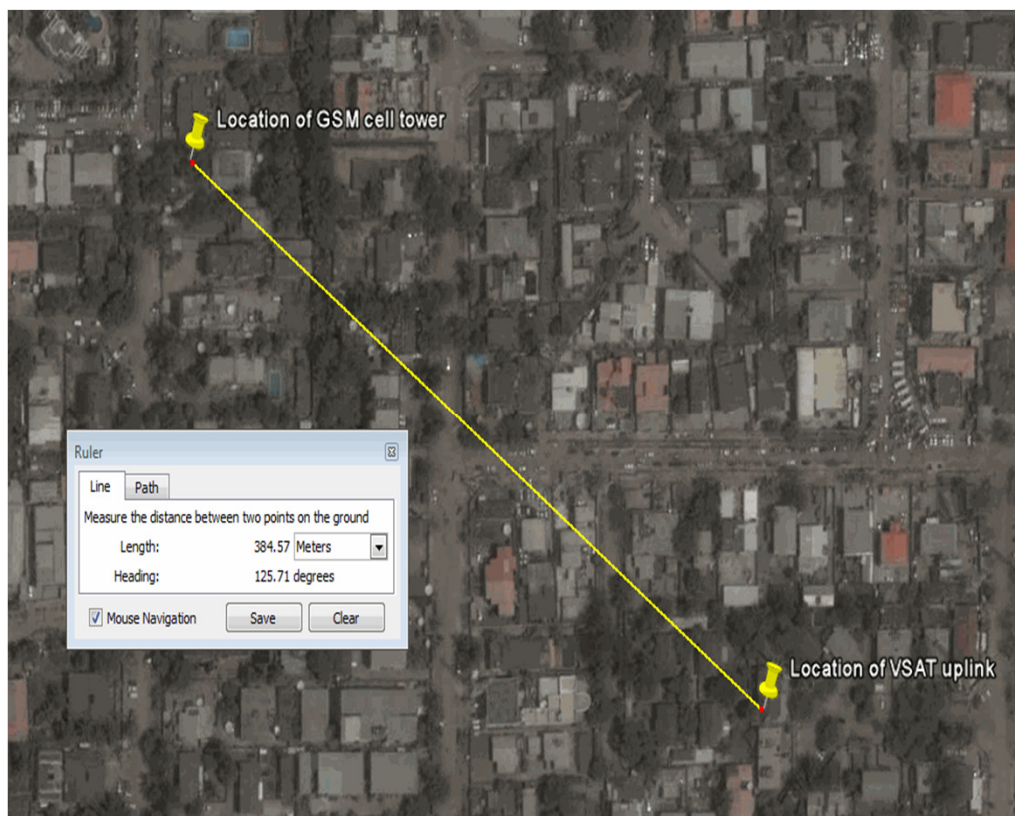 Location of GSM cell tower
Ruler
Line Path
Measure the distance between two points on the ground
Length: 384.57 Meters
Heading: 125.71 degrees
Mouse Navigation Save Clear
Location of VSAT uplink